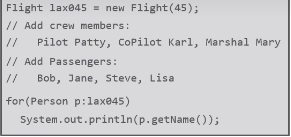 Flight lax045 = new Flight(45);
// Add crew members:
//   Pilot Patty, CoPilot Karl, Marshal Mary
// Add Passengers:
//   Bob, Jane, Steve, Lisa
for(Person p:lax045)
  System.out.println(p.getName());